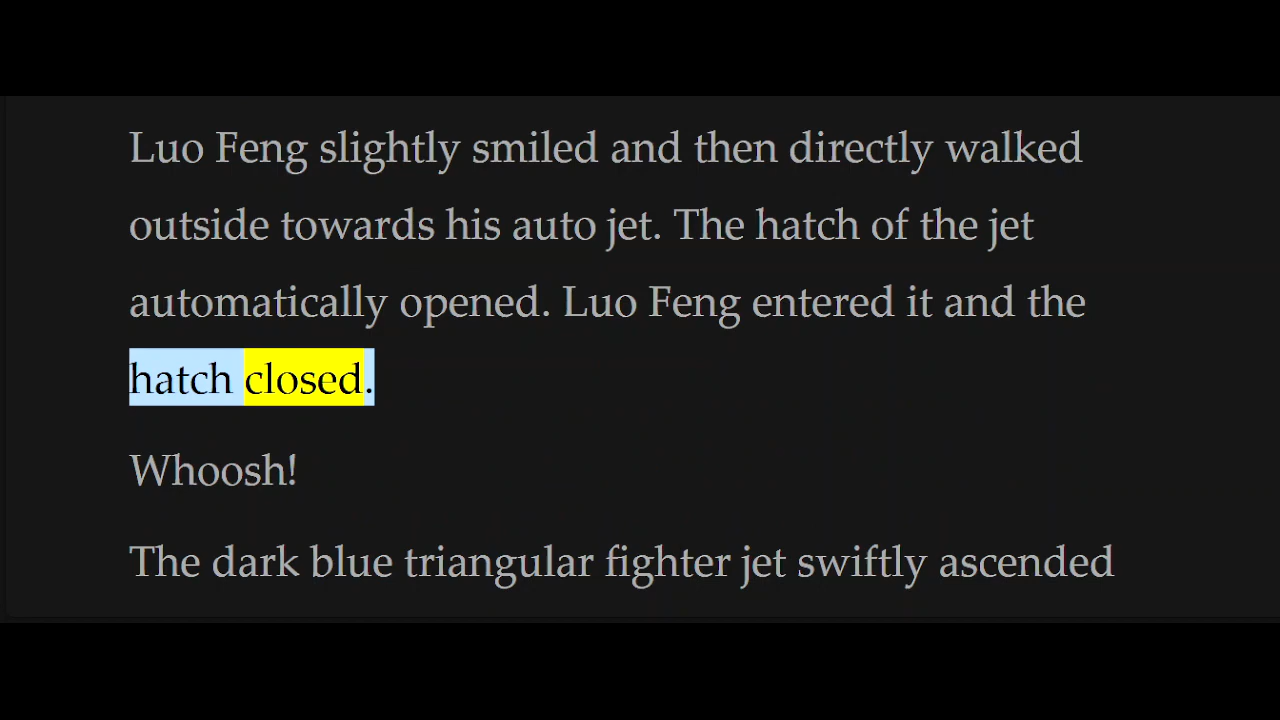 Luo Feng slightly smiled and then directly walked
outside towards his auto jet. The hatch of the jet
automatically opened. Luo Feng entered it and the
hatch closed.
Whoosh!
The dark blue triangular fighter jet swiftly ascended